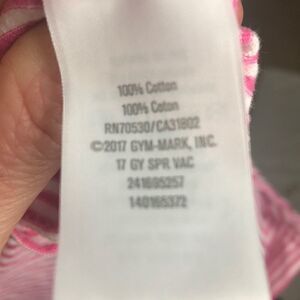 100% Cotton
100% Coton
RN70530/CA31802
©2017 GYM-MARK, INC.
17 GY SPR VAC
241695257
140165372